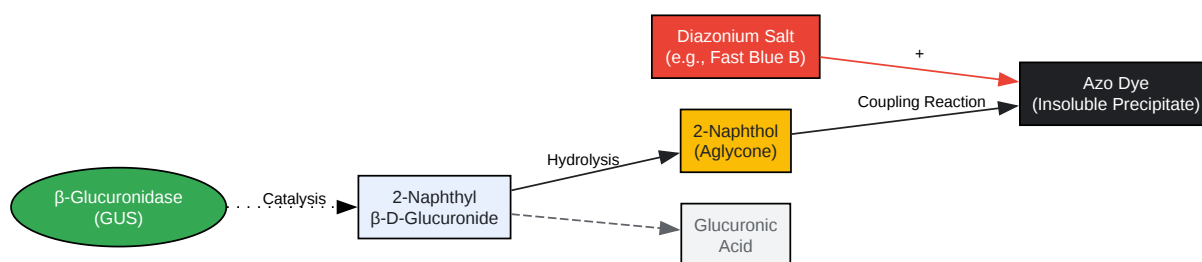 β-Glucuronidase
(GUS)
Catalysis
2-Naphthyl
β-D-Glucuronide
Hydrolysis
2-Naphthol
(Aglycone)
Glucuronic
Acid
Diazonium Salt
(e.g., Fast Blue B)
+
Coupling Reaction
Azo Dye
(Insoluble Precipitate)